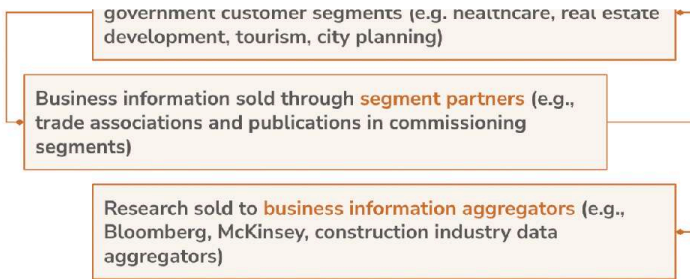 government customer segments (e.g. healthcare, real estate
development, tourism, city planning)
Business information sold through segment partners (e.g.,
trade associations and publications in commissioning
segments)
Research sold to business information aggregators (e.g.,
Bloomberg, McKinsey, construction industry data
aggregators)